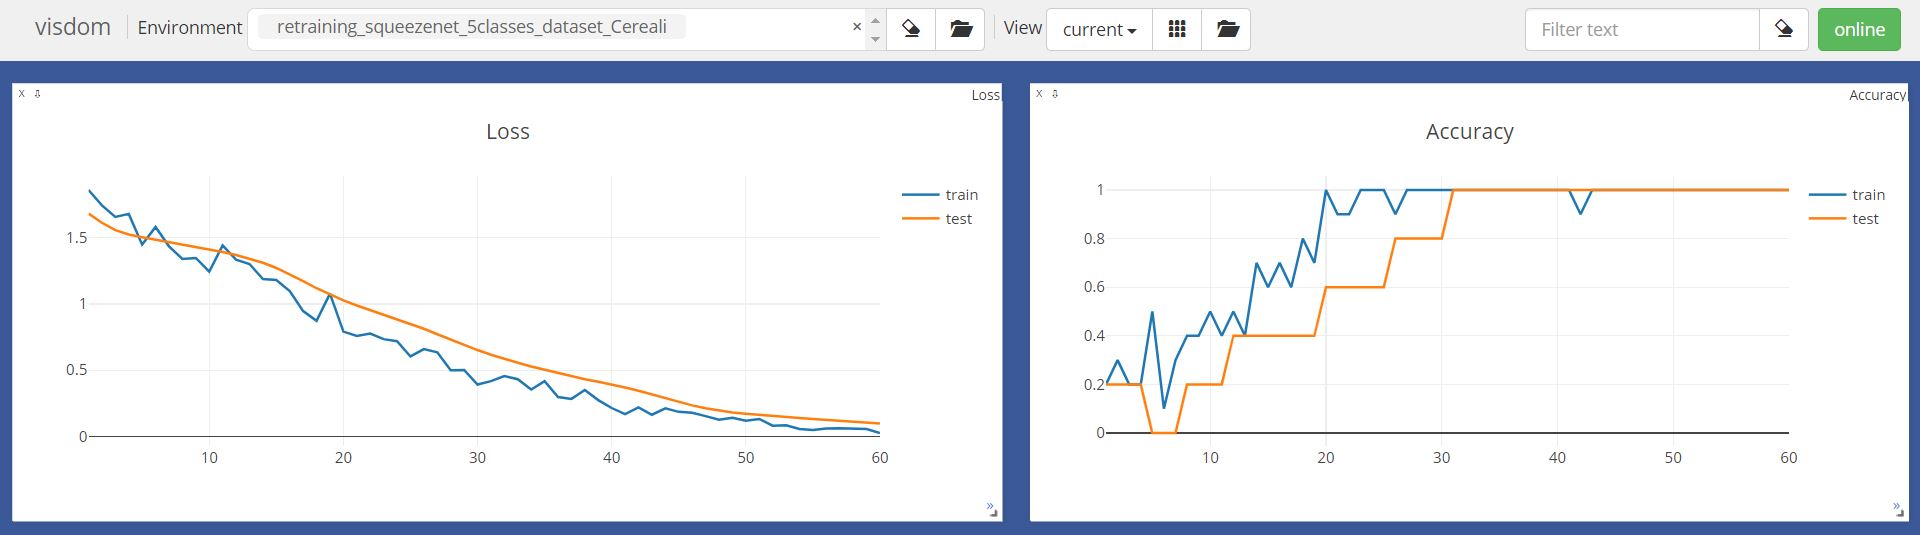 visdom Environment retraining_squeezenet_5classes_dataset_Cereali × View current Filter text online
X Loss
Loss
train
test
1.5
1
0.5
0
10 20 30 40 50 60
»
X Accuracy
Accuracy
train
test
1
0.8
0.6
0.4
0.2
0
10 20 30 40 50 60
»